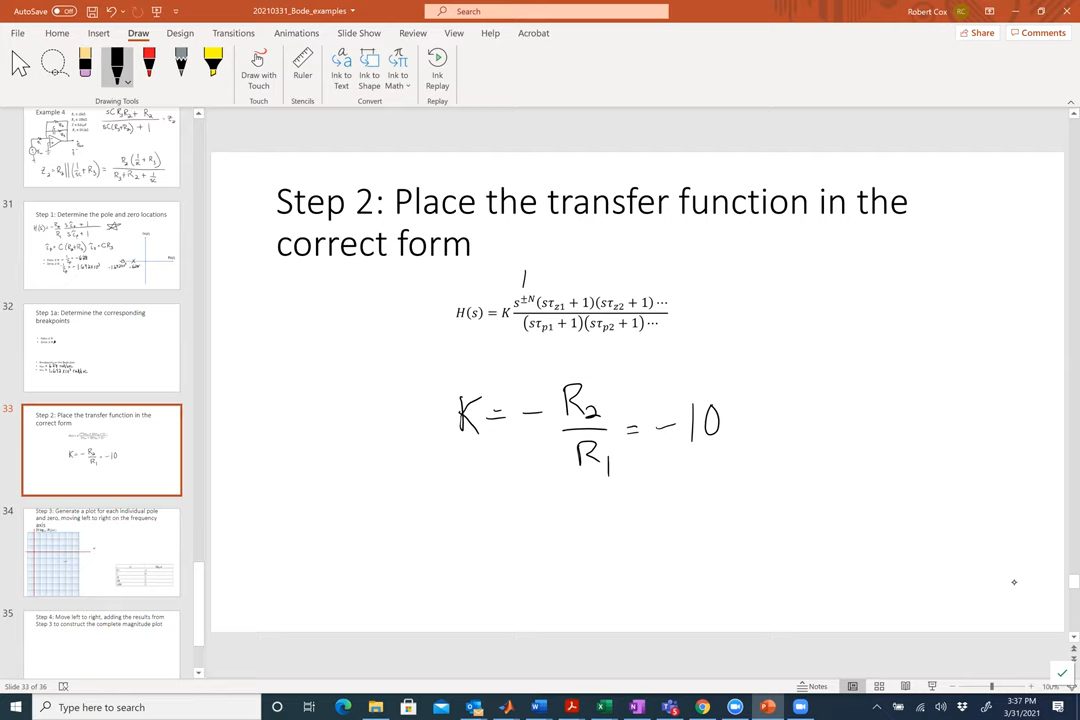 AutoSave Off
20210331_Bode_examples
Search
Robert Cox RC
File Home Insert Draw Design Transitions Animations Slide Show Review View Help Acrobat Share Comments
Draw with Touch
Ruler
Ink to Text
Ink to Shape
Ink to Math
Ink Replay
Drawing Tools
Touch
Stencils
Convert
Replay
Example 4
31
Step 1: Determine the pole and zero locations
32
Step 1a: Determine the corresponding
breakpoints
33
Step 2: Place the transfer function in the
correct form
K = - R2/R1 = -10
34
Step 3: Generate a plot for each individual pole
and zero, moving left to right on the frequency
axis
35
Step 4: Move left to right, adding the results from
Step 3 to construct the complete magnitude plot
Step 2: Place the transfer function in the
correct form
1
H(s) = K s^±N(sτz1 + 1)(sτz2 + 1) ⋯ / (sτp1 + 1)(sτp2 + 1) ⋯
K = - R2/R1 = -10
Slide 33 of 36
Notes
100%
Type here to search
3:37 PM
3/31/2021